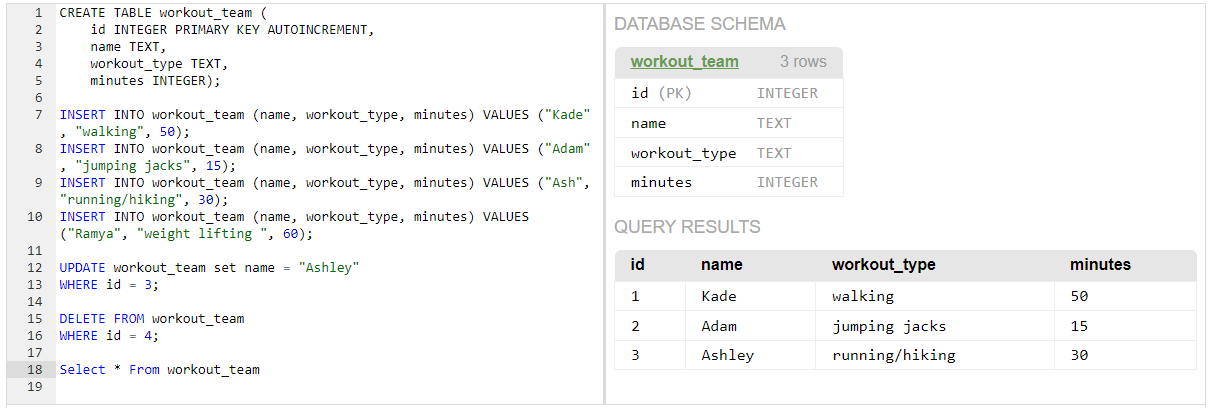 1 CREATE TABLE workout_team (
2     id INTEGER PRIMARY KEY AUTOINCREMENT,
3     name TEXT,
4     workout_type TEXT,
5     minutes INTEGER);
6
7 INSERT INTO workout_team (name, workout_type, minutes) VALUES ("Kade"
, "walking", 50);
8 INSERT INTO workout_team (name, workout_type, minutes) VALUES ("Adam"
, "jumping jacks", 15);
9 INSERT INTO workout_team (name, workout_type, minutes) VALUES ("Ash",
"running/hiking", 30);
10 INSERT INTO workout_team (name, workout_type, minutes) VALUES
("Ramya", "weight lifting ", 60);
11
12 UPDATE workout_team set name = "Ashley"
13 WHERE id = 3;
14
15 DELETE FROM workout_team
16 WHERE id = 4;
17
18 Select * From workout_team
19
DATABASE SCHEMA
workout_team 3 rows
id (PK) INTEGER
name TEXT
workout_type TEXT
minutes INTEGER
QUERY RESULTS
id name workout_type minutes
1 Kade walking 50
2 Adam jumping jacks 15
3 Ashley running/hiking 30